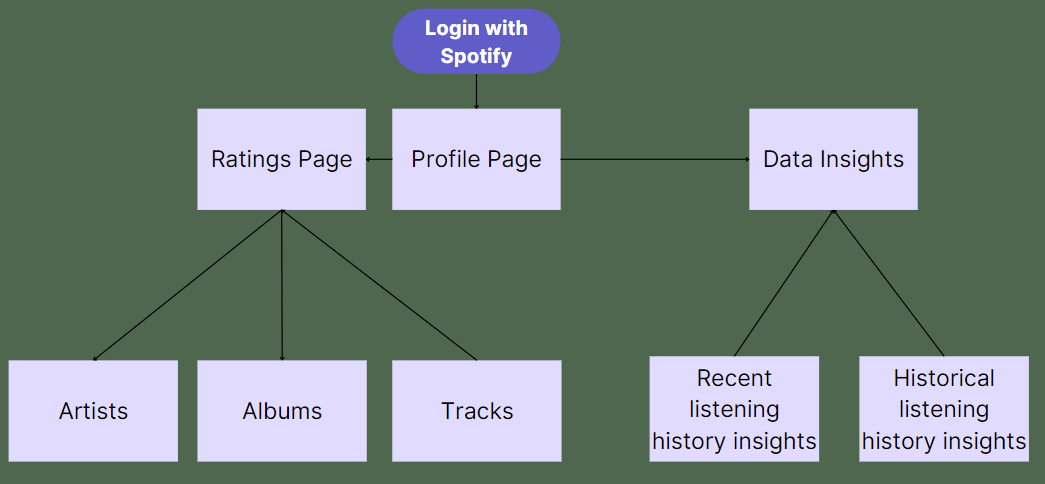 Login with
Spotify
Ratings Page
Profile Page
Data Insights
Artists
Albums
Tracks
Recent
listening
history insights
Historical
listening
history insights